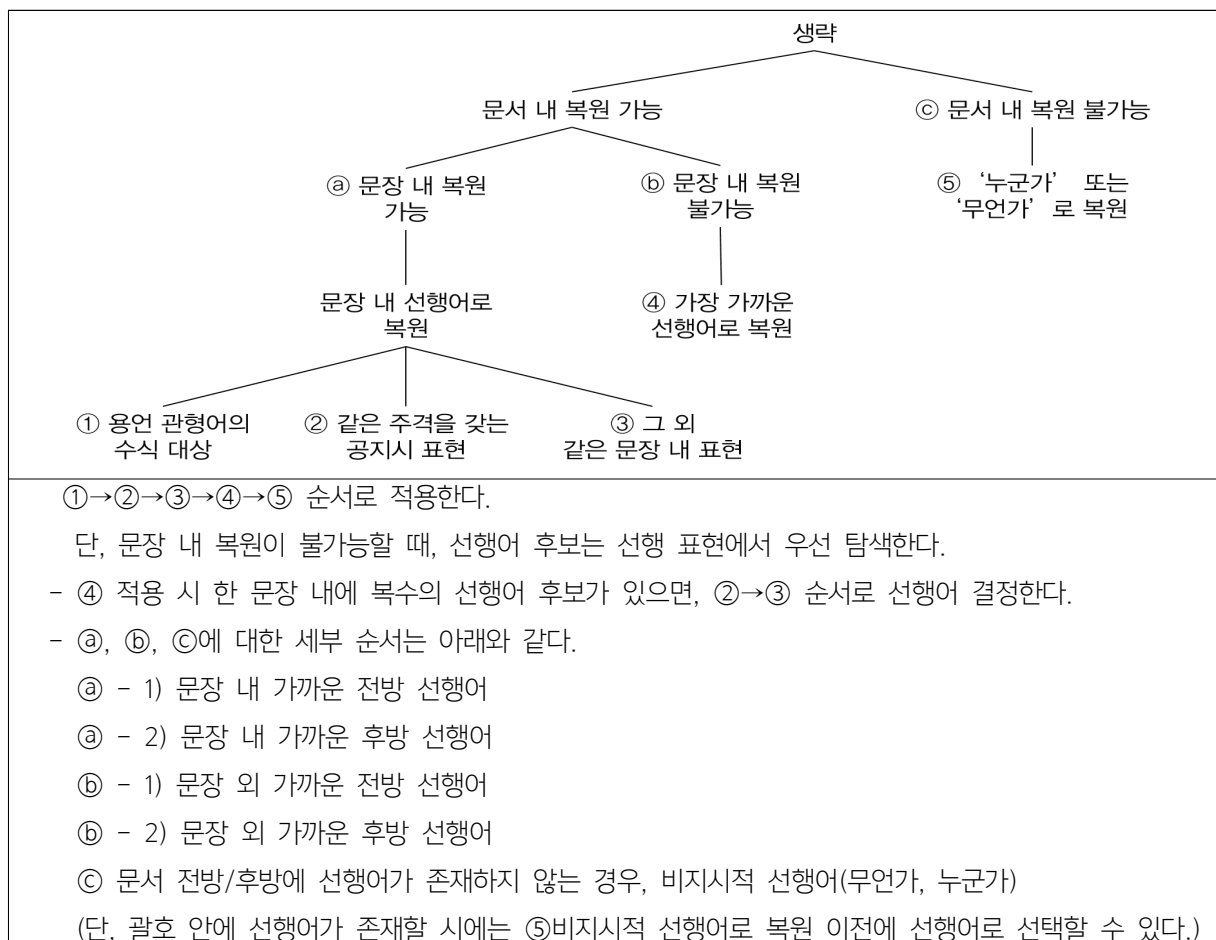 생략
문서 내 복원 가능
ⓒ 문서 내 복원 불가능
ⓐ 문장 내 복원
가능
ⓑ 문장 내 복원
불가능
⑤ ‘누군가’ 또는
‘무언가’로 복원
문장 내 선행어로
복원
④ 가장 가까운
선행어로 복원
① 용언 관형어의
수식 대상
② 같은 주격을 갖는
공지시 표현
③ 그 외
같은 문장 내 표현
①→②→③→④→⑤ 순서로 적용한다.
단, 문장 내 복원이 불가능할 때, 선행어 후보는 선행 표현에서 우선 탐색한다.
- ④ 적용 시 한 문장 내에 복수의 선행어 후보가 있으면, ②→③ 순서로 선행어 결정한다.
- ⓐ, ⓑ, ⓒ에 대한 세부 순서는 아래와 같다.
ⓐ - 1) 문장 내 가까운 전방 선행어
ⓐ - 2) 문장 내 가까운 후방 선행어
ⓑ - 1) 문장 외 가까운 전방 선행어
ⓑ - 2) 문장 외 가까운 후방 선행어
ⓒ 문서 전방/후방에 선행어가 존재하지 않는 경우, 비지시적 선행어(무언가, 누군가)
(단, 괄호 안에 선행어가 존재할 시에는 ⑤비지시적 선행어로 복원 이전에 선행어로 선택할 수 있다.)